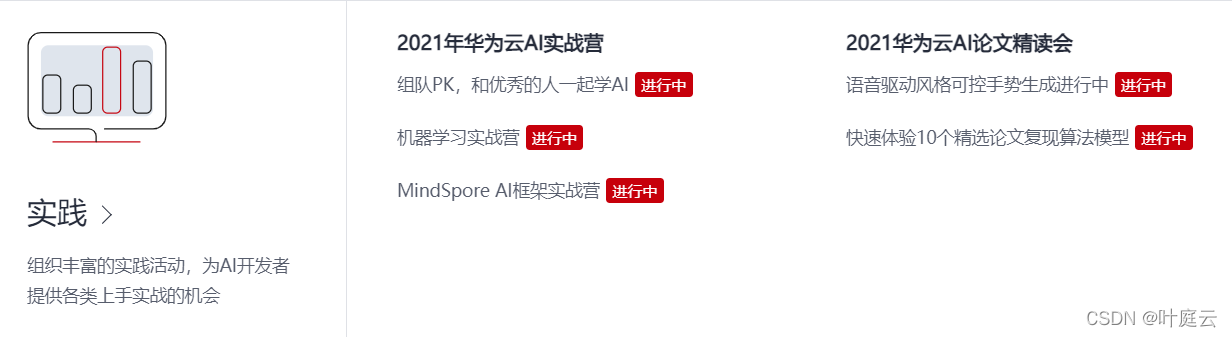 实践
组织丰富的实践活动，为AI开发者
提供各类上手实战的机会
2021年华为云AI实战营
组队PK，和优秀的人一起学AI 进行中
机器学习实战营 进行中
MindSpore AI框架实战营 进行中
2021华为云AI论文精读会
语音驱动风格可控手势生成进行中 进行中
快速体验10个精选论文复现算法模型 进行中
CSDN @叶庭云